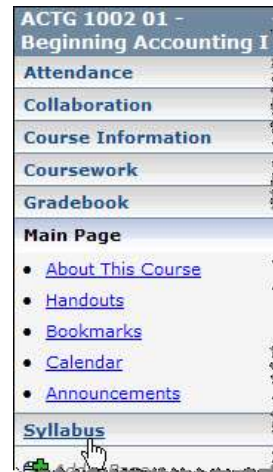 ACTG 1002 01 -
Beginning Accounting I
Attendance
Collaboration
Course Information
Coursework
Gradebook
Main Page
About This Course
Handouts
Bookmarks
Calendar
Announcements
Syllabus